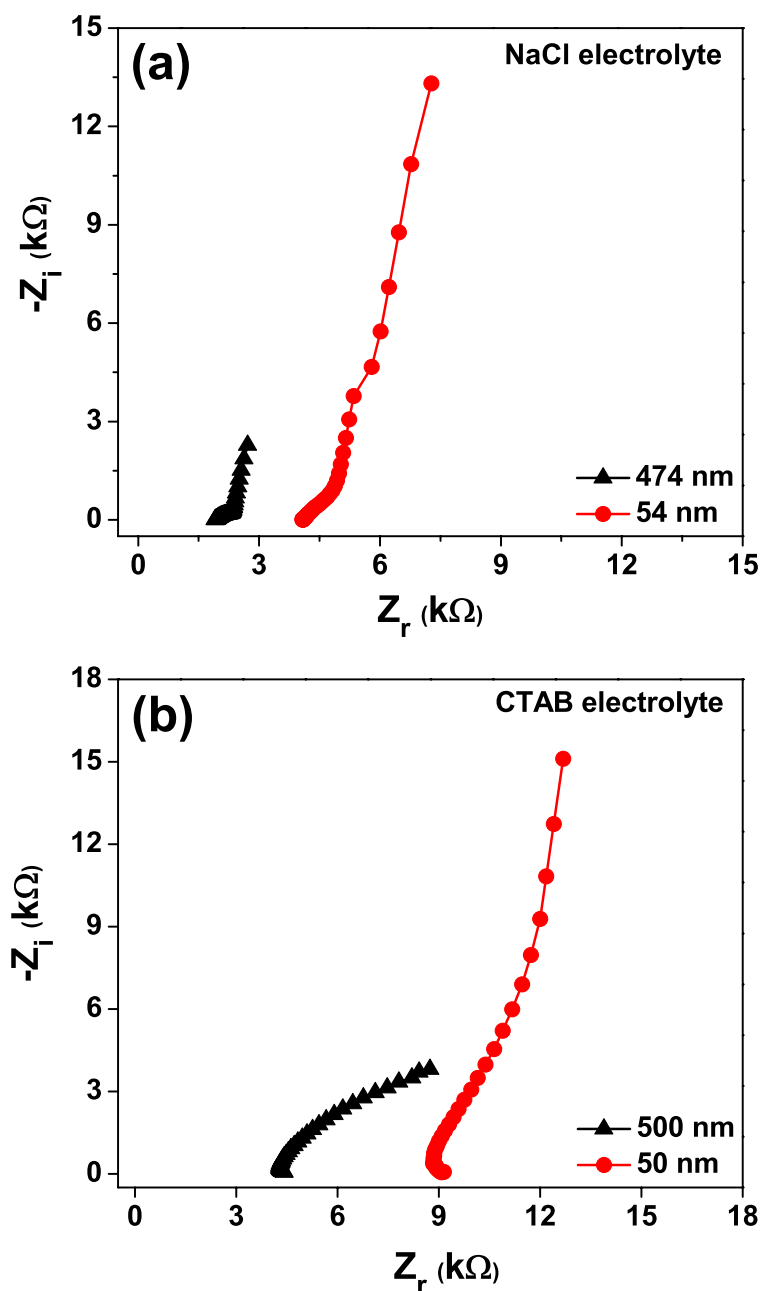 (a)
NaCl electrolyte
15
12
9
6
3
0
-Zᵢ (kΩ)
474 nm
54 nm
0 3 6 9 12 15
Zᵣ (kΩ)
(b)
CTAB electrolyte
18
15
12
9
6
3
0
-Zᵢ (kΩ)
500 nm
50 nm
0 3 6 9 12 15 18
Zᵣ (kΩ)